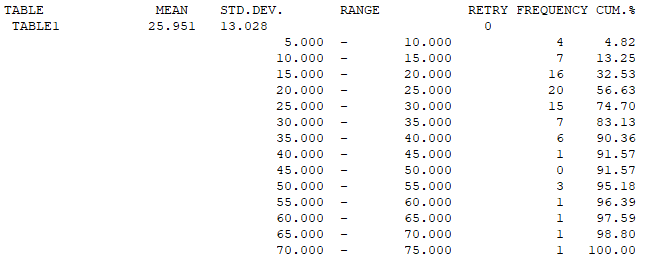 TABLE MEAN STD.DEV. RANGE RETRY FREQUENCY CUM.%
TABLE1 25.951 13.028 0
5.000 - 10.000 4 4.82
10.000 - 15.000 7 13.25
15.000 - 20.000 16 32.53
20.000 - 25.000 20 56.63
25.000 - 30.000 15 74.70
30.000 - 35.000 7 83.13
35.000 - 40.000 6 90.36
40.000 - 45.000 1 91.57
45.000 - 50.000 0 91.57
50.000 - 55.000 3 95.18
55.000 - 60.000 1 96.39
60.000 - 65.000 1 97.59
65.000 - 70.000 1 98.80
70.000 - 75.000 1 100.00